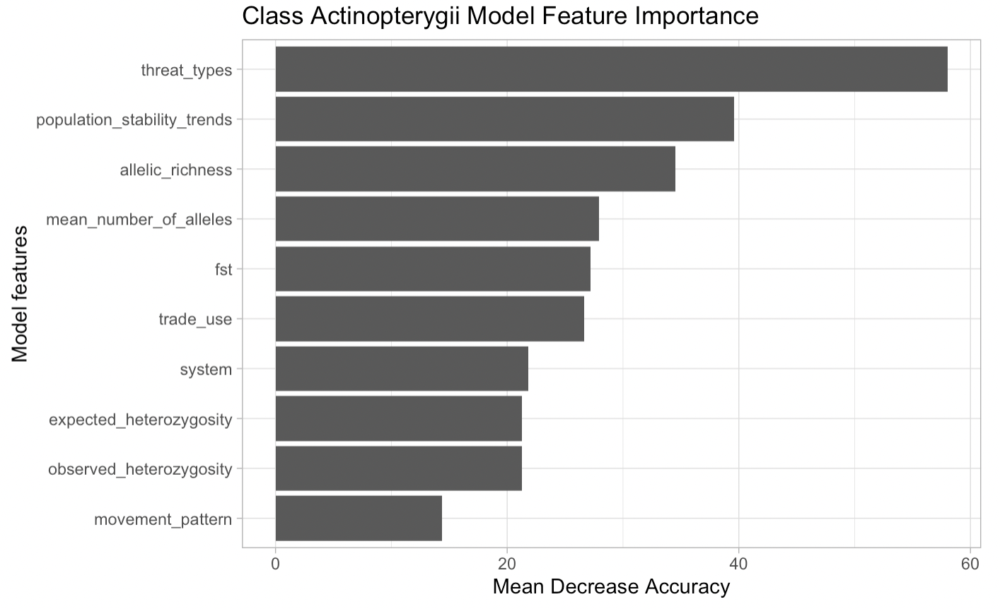 Class Actinopterygii Model Feature Importance
threat_types
population_stability_trends
allelic_richness
mean_number_of_alleles
fst
trade_use
system
expected_heterozygosity
observed_heterozygosity
movement_pattern
Model features
0 20 40 60
Mean Decrease Accuracy